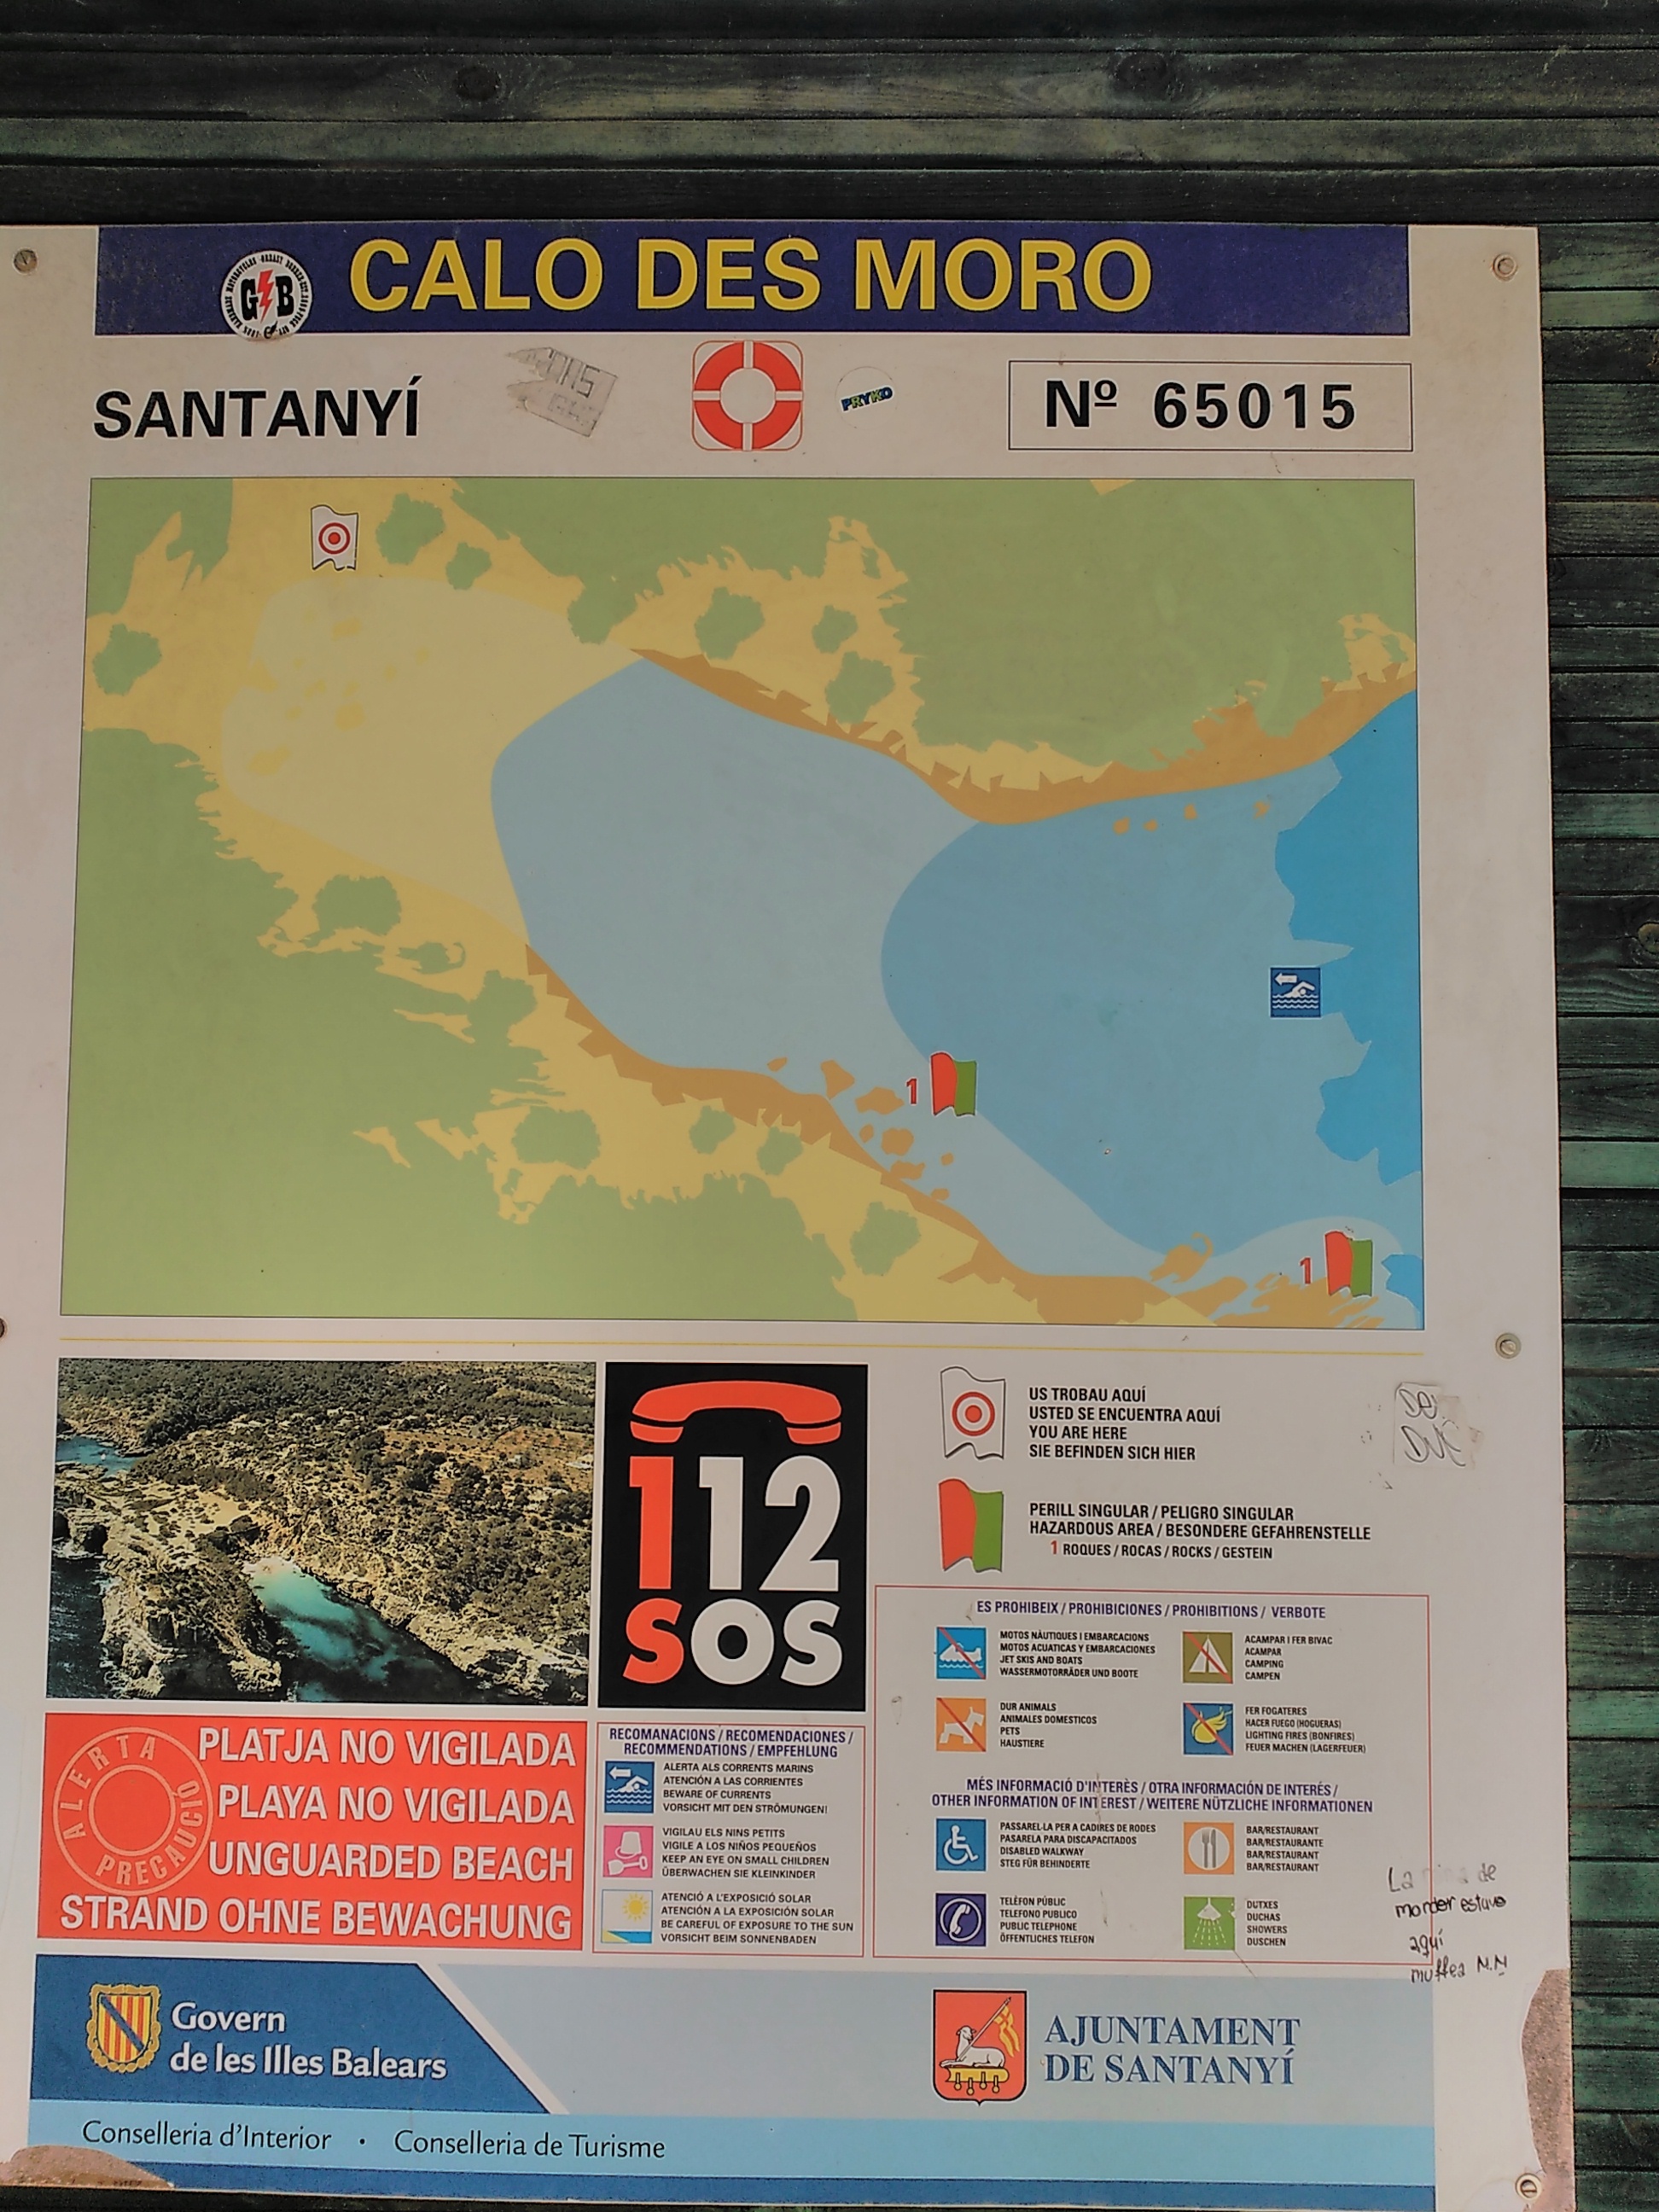 CALO DES MORO
G B
SANTANYÍ
PRYKO
Nº 65015
1
1
112
SOS
US TROBAU AQUÍ
USTED SE ENCUENTRA AQUÍ
YOU ARE HERE
SIE BEFINDEN SICH HIER
PERILL SINGULAR / PELIGRO SINGULAR
HAZARDOUS AREA / BESONDERE GEFAHRENSTELLE
1 ROQUES / ROCAS / ROCKS / GESTEIN
ES PROHIBEIX / PROHIBICIONES / PROHIBITIONS / VERBOTE
MOTOS NÀUTIQUES I EMBARCACIONS
MOTOS ACUATICAS Y EMBARCACIONES
JET SKIS AND BOATS
WASSERMOTORRÄDER UND BOOTE
ACAMPAR I FER BIVAC
ACAMPAR
CAMPING
CAMPEN
DUR ANIMALS
ANIMALES DOMESTICOS
PETS
HAUSTIERE
FER FOGATERES
HACER FUEGO (HOGUERAS)
LIGHTING FIRES (BONFIRES)
FEUER MACHEN (LAGERFEUER)
MÉS INFORMACIÓ D'INTERÈS / OTRA INFORMACIÓN DE INTERÉS /
OTHER INFORMATION OF INTEREST / WEITERE NÜTZLICHE INFORMATIONEN
PASSAREL·LA PER A CADIRES DE RODES
PASARELA PARA DISCAPACITADOS
DISABLED WALKWAY
STEG FÜR BEHINDERTE
BAR/RESTAURANT
BAR/RESTAURANTE
BAR/RESTAURANT
BAR/RESTAURANT
TELÈFON PÚBLIC
TELEFONO PUBLICO
PUBLIC TELEPHONE
ÖFFENTLICHES TELEFON
DUTXES
DUCHAS
SHOWERS
DUSCHEN
ALERTA
PRECAUCIÓ
PLATJA NO VIGILADA
PLAYA NO VIGILADA
UNGUARDED BEACH
STRAND OHNE BEWACHUNG
RECOMANACIONS / RECOMENDACIONES /
RECOMMENDATIONS / EMPFEHLUNG
ALERTA ALS CORRENTS MARINS
ATENCIÓN A LAS CORRIENTES
BEWARE OF CURRENTS
VORSICHT MIT DEN STRÖMUNGEN!
VIGILAU ELS NINS PETITS
VIGILE A LOS NIÑOS PEQUEÑOS
KEEP AN EYE ON SMALL CHILDREN
ÜBERWACHEN SIE KLEINKINDER
ATENCIÓ A L'EXPOSICIÓ SOLAR
ATENCIÓN A LA EXPOSICIÓN SOLAR
BE CAREFUL OF EXPOSURE TO THE SUN
VORSICHT BEIM SONNENBADEN
La de
morder estuvo
aquí
N.N
Govern
de les Illes Balears
AJUNTAMENT
DE SANTANYÍ
Conselleria d'Interior · Conselleria de Turisme